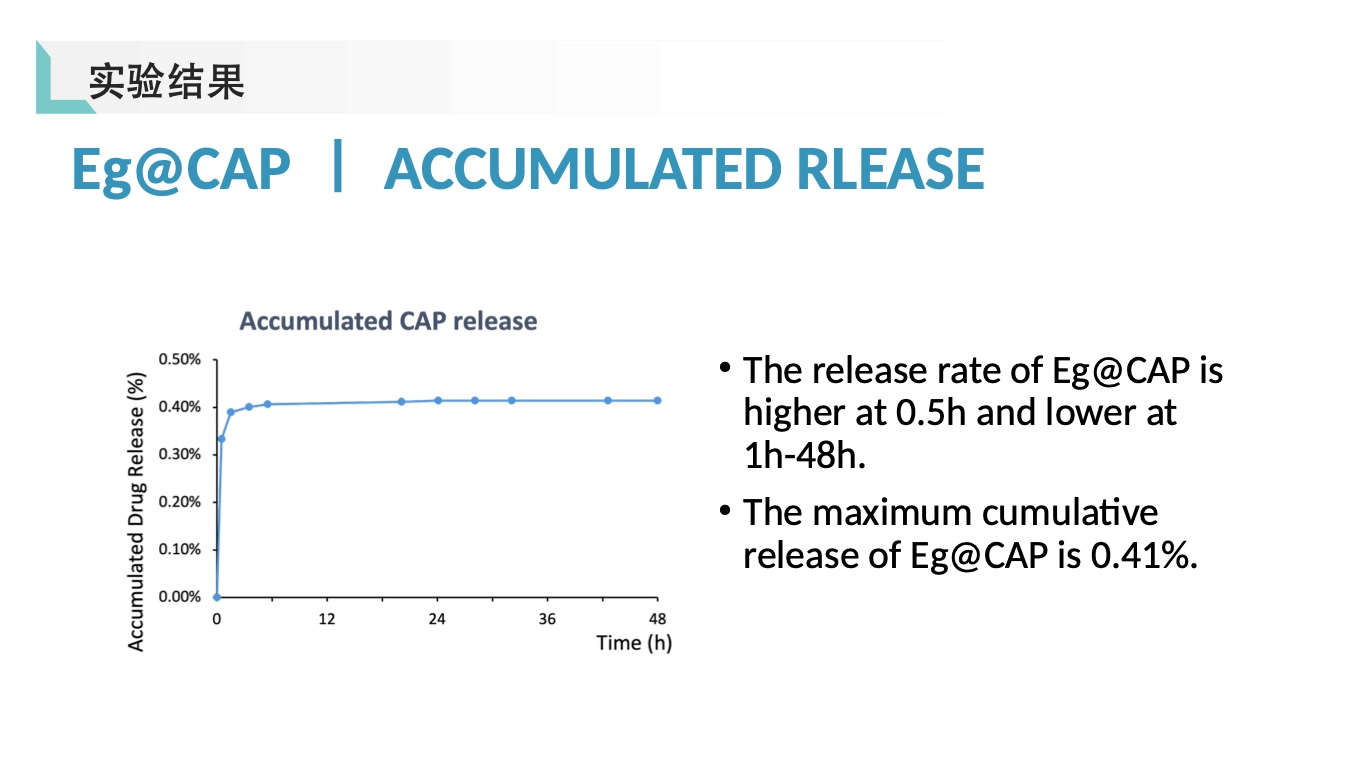 实验结果
Eg@CAP | ACCUMULATED RLEASE
Accumulated CAP release
Accumulated Drug Release (%)
0.50%
0.40%
0.30%
0.20%
0.10%
0.00%
0 12 24 36 48
Time (h)
• The release rate of Eg@CAP is
higher at 0.5h and lower at
1h-48h.
• The maximum cumulative
release of Eg@CAP is 0.41%.